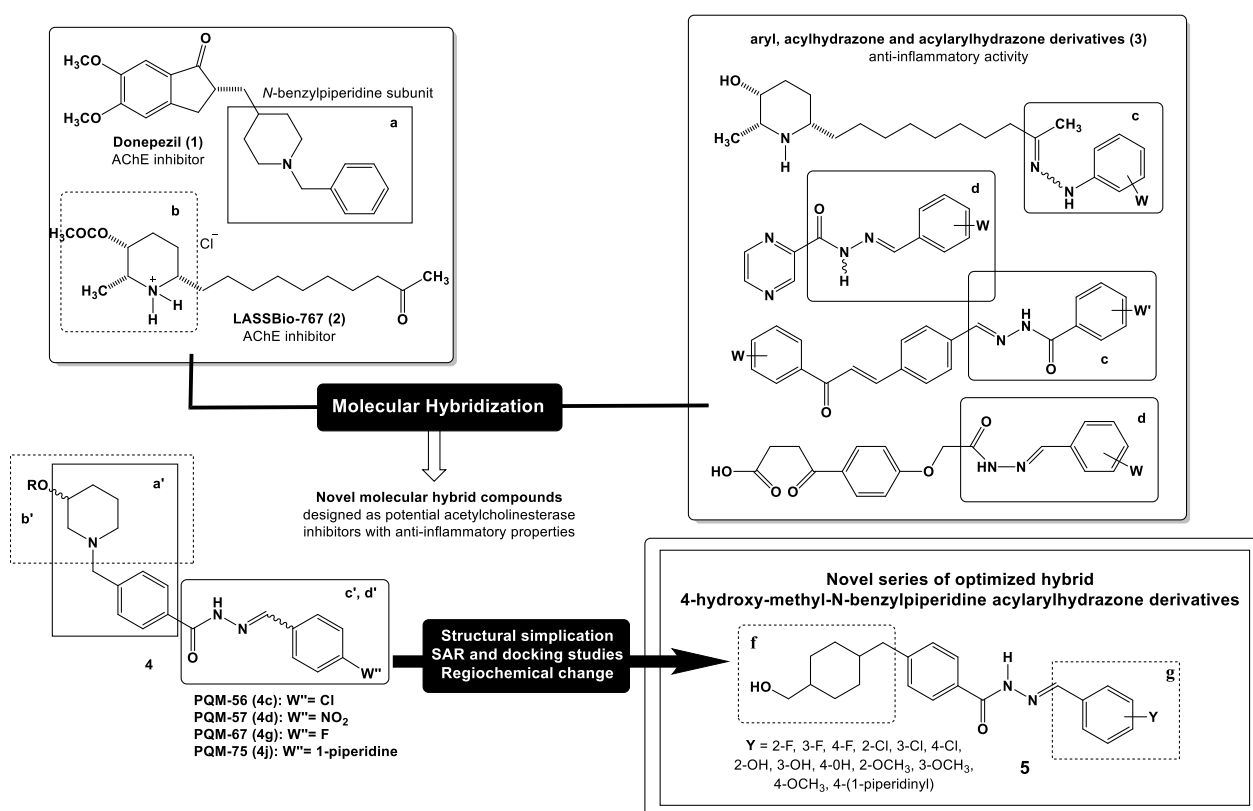 O
H₃CO
H₃CO
N-benzylpiperidine subunit
a
Donepezil (1)
AChE inhibitor
N
b
H₃COCO
Cl⁻
H₃C
N
+
H
H
CH₃
O
LASSBio-767 (2)
AChE inhibitor
aryl, acylhydrazone and acylarylhydrazone derivatives (3)
anti-inflammatory activity
HO
H₃C
N
H
CH₃
c
N
N
H
W
d
O
N
N
N
N
H
W
W
O
N
NH
O
W'
c
d
HO
O
O
O
O
NH
N
W
Molecular Hybridization
Novel molecular hybrid compounds
designed as potential acetylcholinesterase
inhibitors with anti-inflammatory properties
RO
a'
b'
N
4
O
H
N
N
c', d'
W''
PQM-56 (4c): W''= Cl
PQM-57 (4d): W''= NO₂
PQM-67 (4g): W''= F
PQM-75 (4j): W''= 1-piperidine
Structural simplication
SAR and docking studies
Regiochemical change
Novel series of optimized hybrid
4-hydroxy-methyl-N-benzylpiperidine acylarylhydrazone derivatives
f
HO
O
H
N
N
g
Y
Y = 2-F, 3-F, 4-F, 2-Cl, 3-Cl, 4-Cl,
2-OH, 3-OH, 4-0H, 2-OCH₃, 3-OCH₃,
4-OCH₃, 4-(1-piperidinyl)
5